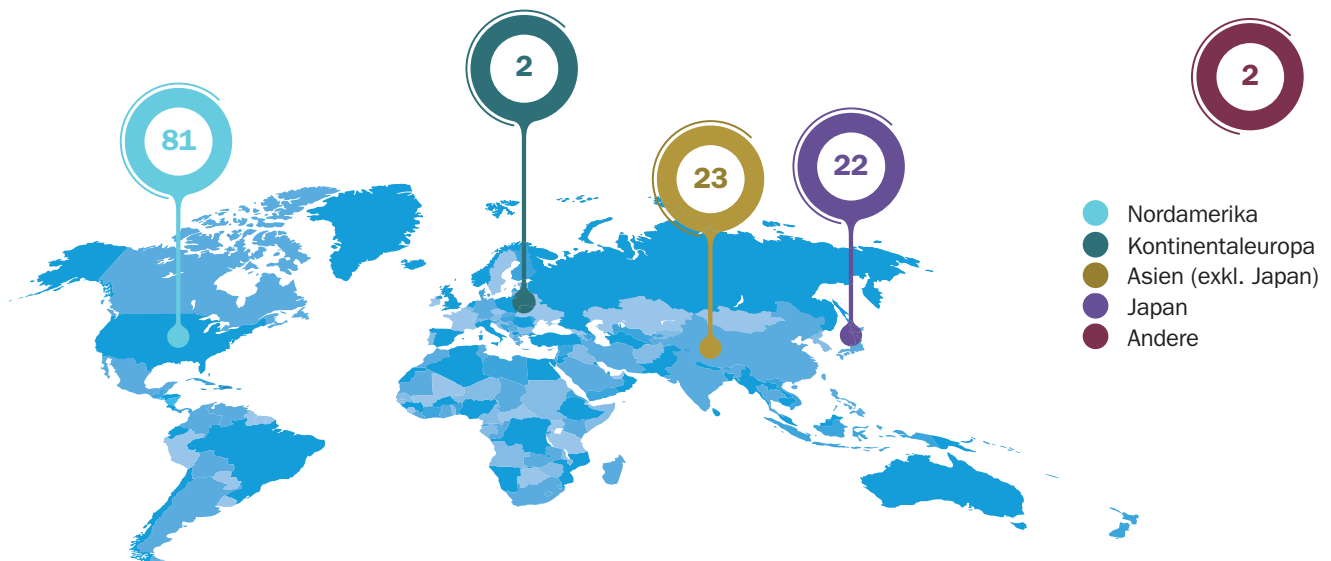 81
2
23
22
2
Nordamerika
Kontinentaleuropa
Asien (exkl. Japan)
Japan
Andere